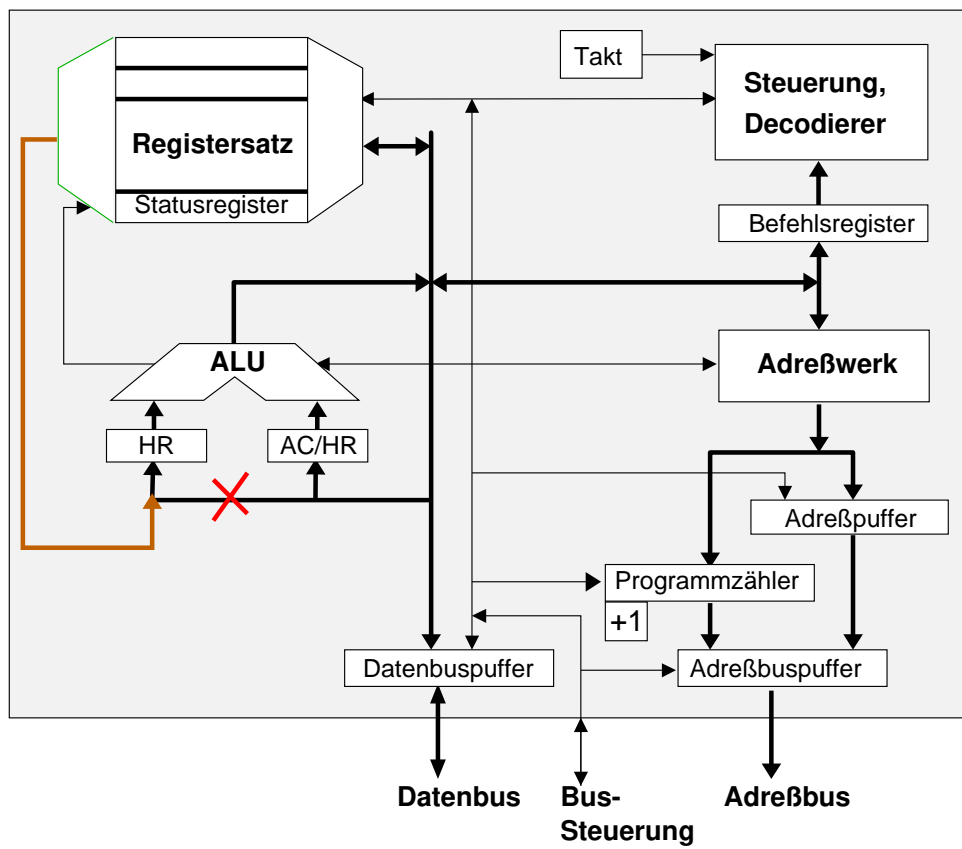 Takt
Steuerung,
Decodierer
Registersatz
Statusregister
Befehlsregister
ALU
Adreßwerk
HR
AC/HR
Adreßpuffer
Programmzähler
+1
Datenbuspuffer
Adreßbuspuffer
Datenbus
Bus-
Steuerung
Adreßbus